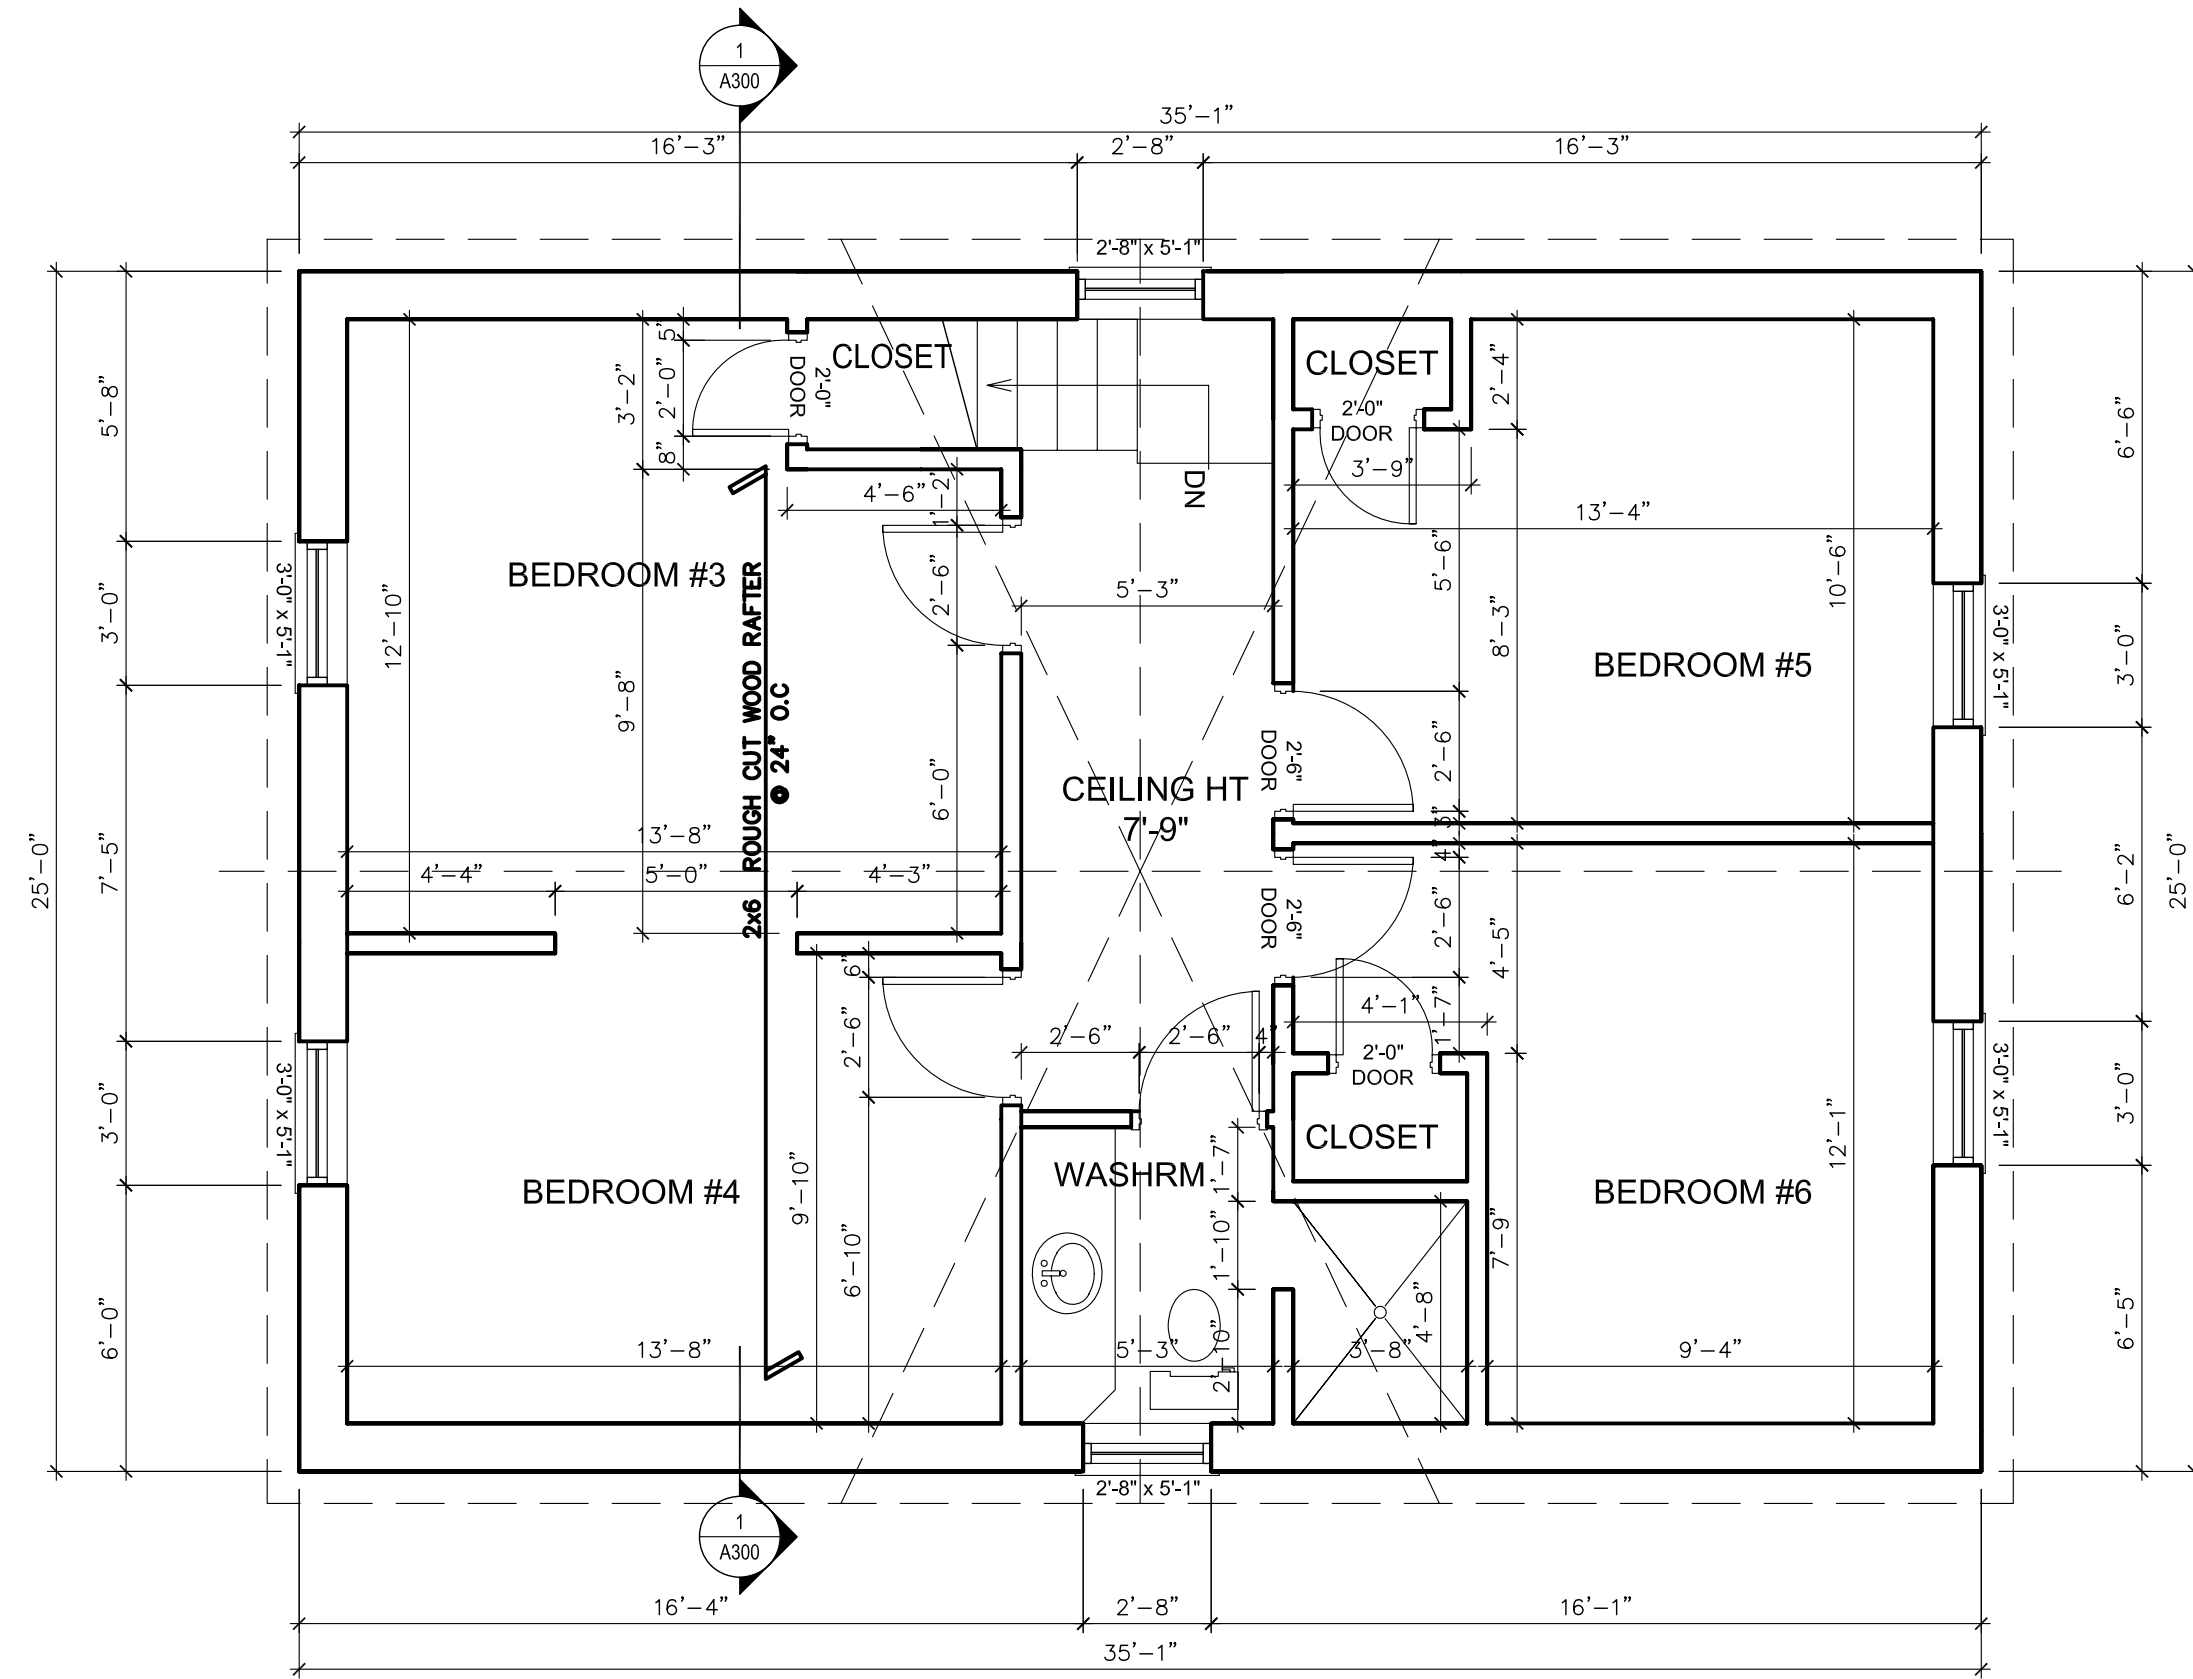 1
A300
35'-1"
16'-3"
2'-8"
16'-3"
2'-8" x 5'-1"
5'-8"
3'-0"
7'-5"
3'-0"
6'-0"
25'-0"
3'-0" x 5'-1"
3'-0" x 5'-1"
12'-10"
3'-2"
5"
2'-0"
8"
2'-0"
DOOR
CLOSET
4'-6"
1'-2"
2'-6"
BEDROOM #3
2x6 ROUGH CUT WOOD RAFTER
@ 24" O.C
9'-8"
6'-0"
13'-8"
4'-4"
5'-0"
4'-3"
DN
5'-3"
CEILING HT
7'-9"
CLOSET
2'-0"
DOOR
2'-4"
3'-9"
13'-4"
5'-6"
8'-3"
10'-6"
BEDROOM #5
2'-6"
DOOR
2'-6"
3"
4"
2'-6"
DOOR
2'-6"
4'-5"
1'-7"
4'-1"
2'-0"
DOOR
CLOSET
6"
2'-6"
2'-6"
2'-6"
4"
WASHRM
1'-7"
1'-10"
2'-10"
BEDROOM #4
9'-10"
6'-10"
13'-8"
5'-3"
3'-8"
4'-8"
7'-9"
9'-4"
12'-1"
BEDROOM #6
3'-0" x 5'-1"
3'-0" x 5'-1"
6'-6"
3'-0"
6'-2"
3'-0"
6'-5"
25'-0"
2'-8" x 5'-1"
1
A300
16'-4"
2'-8"
16'-1"
35'-1"